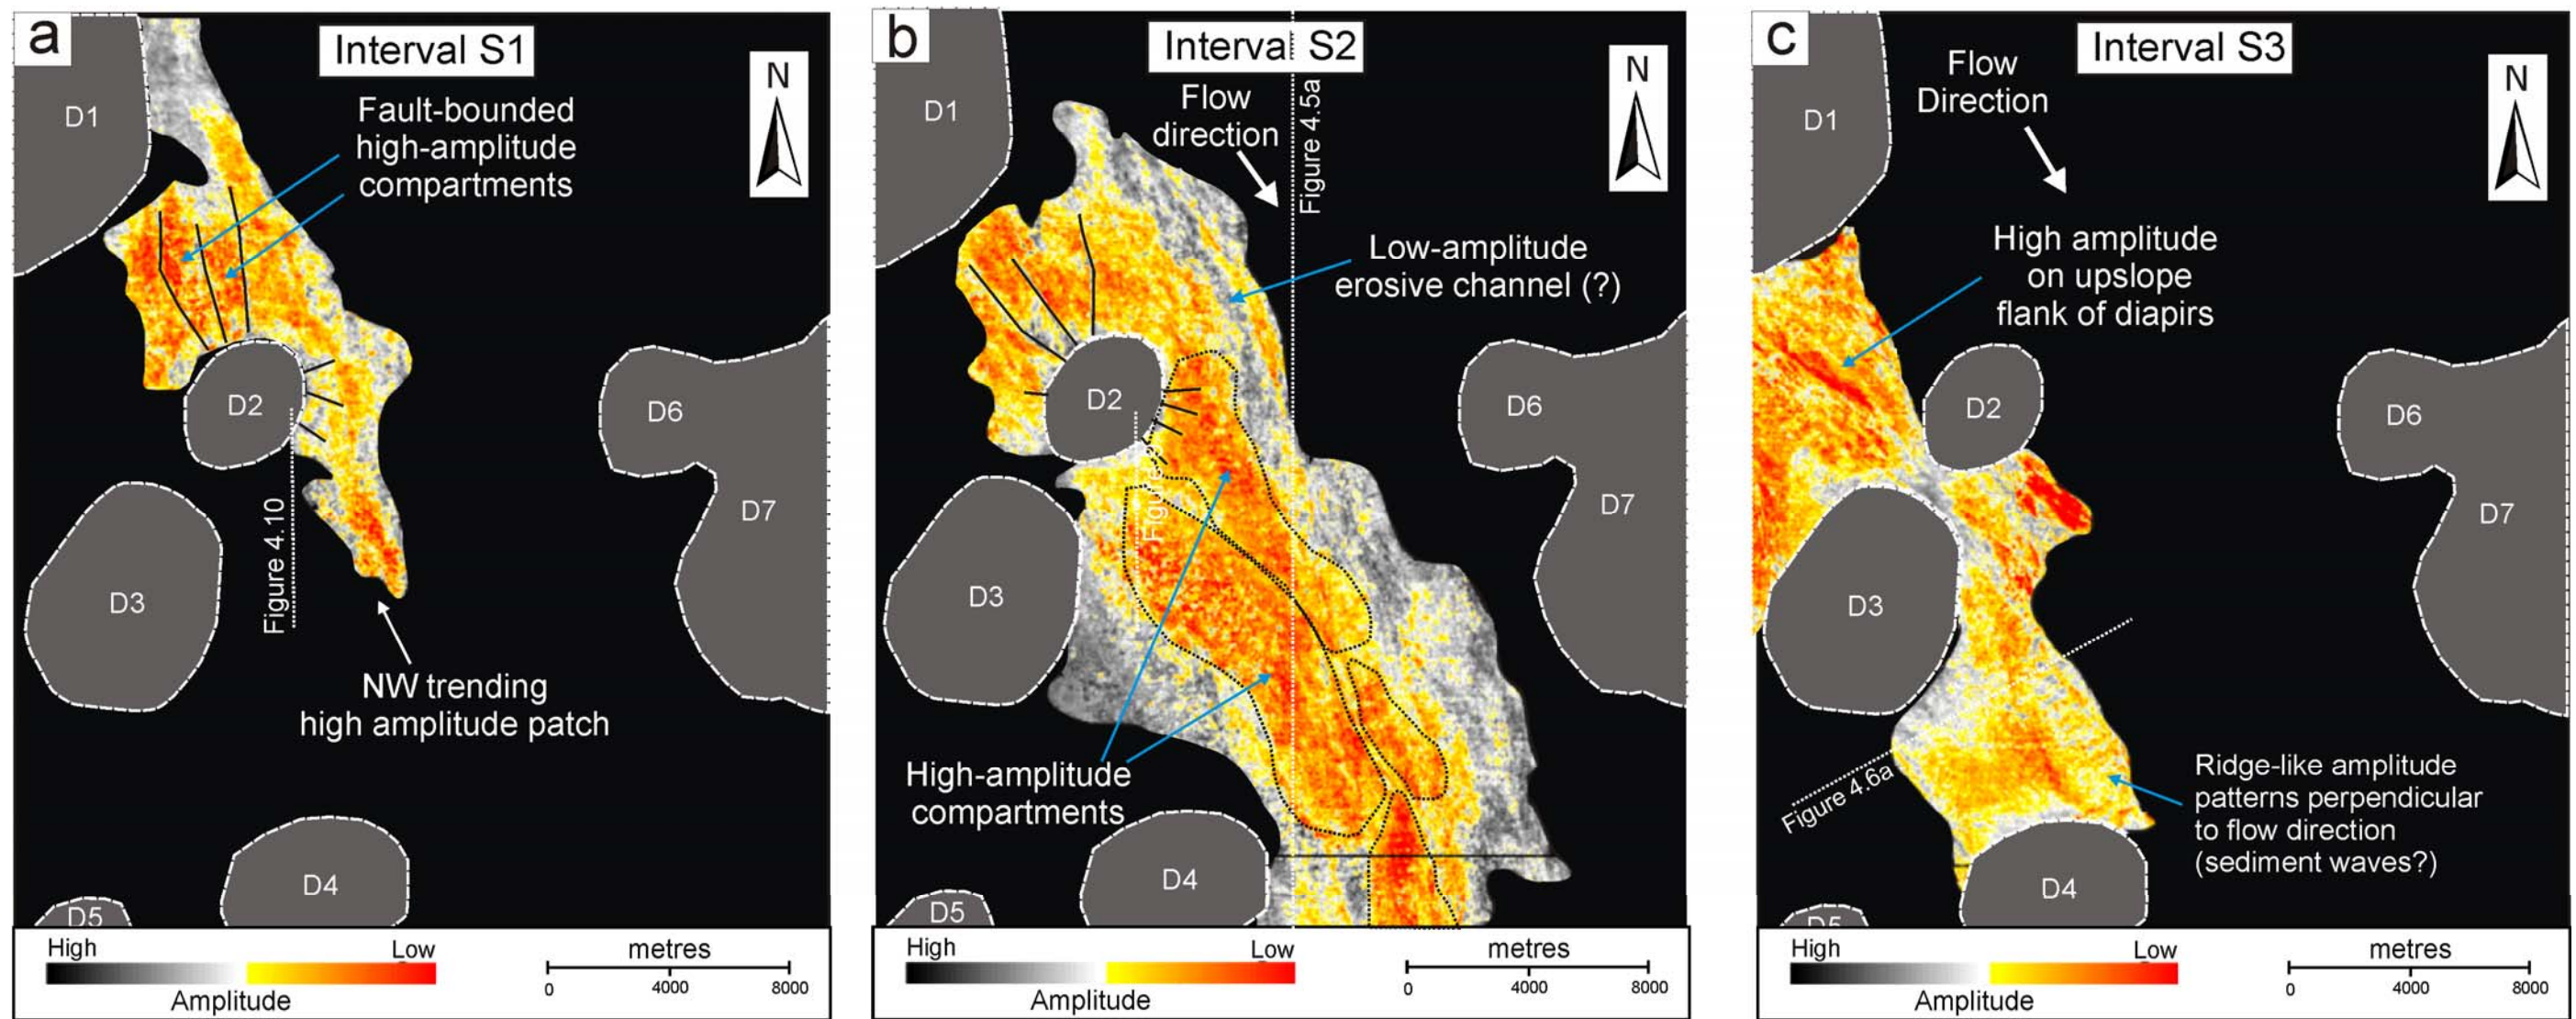 a
Interval S1
N
D1
Fault-bounded
high-amplitude
compartments
D2
D6
D7
Figure 4.10
D3
NW trending
high amplitude patch
D4
D5
High
Low
Amplitude
metres
0
4000
8000
b
Interval S2
N
D1
Flow
direction
Figure 4.5a
Low-amplitude
erosive channel (?)
D2
D6
D7
Figure
D3
High-amplitude
compartments
D4
D5
High
Low
Amplitude
metres
0
4000
8000
c
Interval S3
N
D1
Flow
Direction
High amplitude
on upslope
flank of diapirs
D2
D6
D7
D3
Figure 4.6a
Ridge-like amplitude
patterns perpendicular
to flow direction
(sediment waves?)
D4
D5
High
Low
Amplitude
metres
0
4000
8000